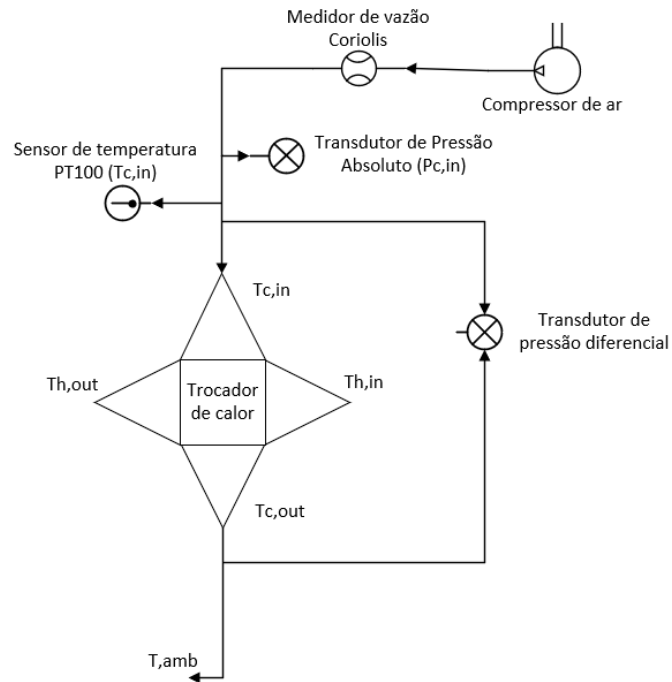 Medidor de vazão
Coriolis
Compressor de ar
Sensor de temperatura
PT100 (Tc,in)
Transdutor de Pressão
Absoluto (Pc,in)
Tc,in
Transdutor de
pressão diferencial
Th,out
Trocador
de calor
Th,in
Tc,out
T,amb